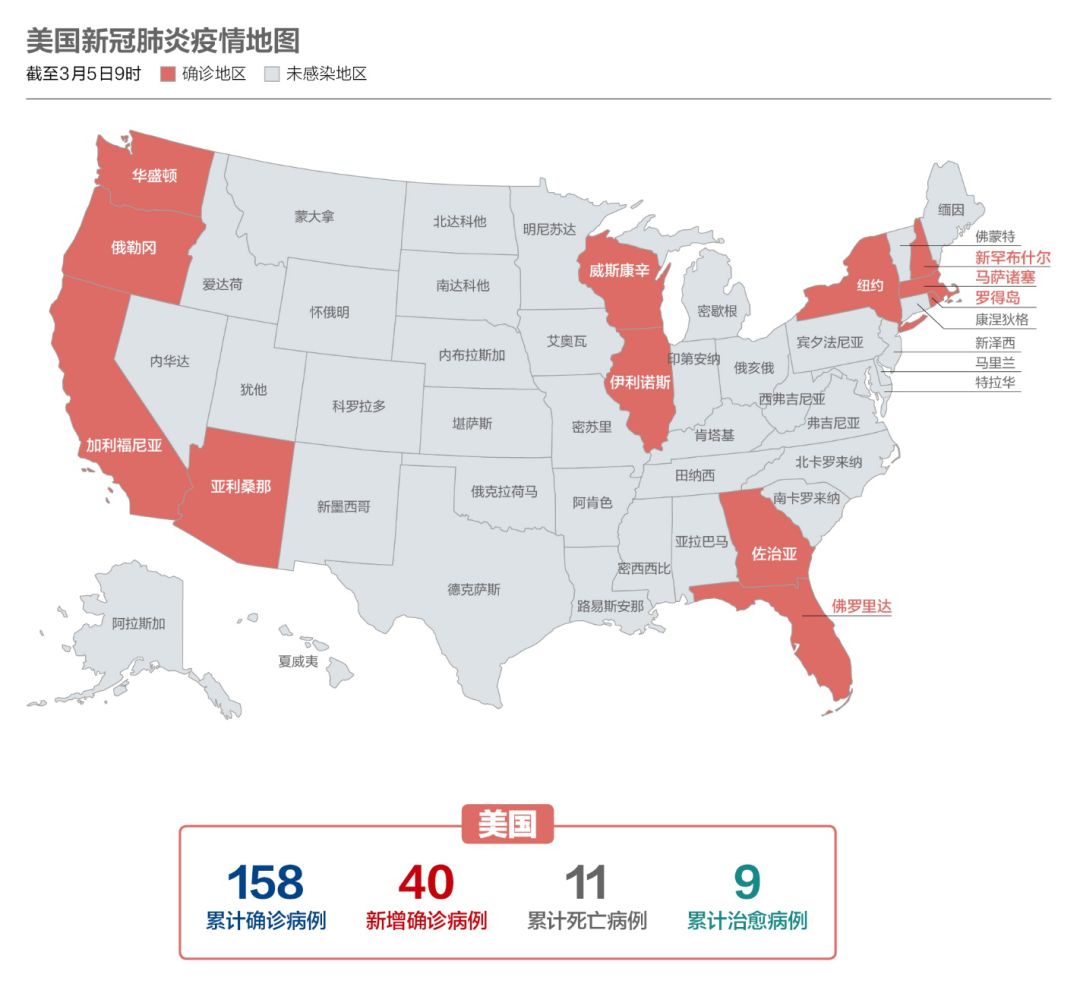 美国新冠肺炎疫情地图
截至3月5日9时 确诊地区 未感染地区
华盛顿
蒙大拿
北达科他
明尼苏达
缅因
佛蒙特
俄勒冈
新罕布什尔
威斯康辛
马萨诸塞
爱达荷
南达科他
纽约
罗得岛
怀俄明
密歇根
康涅狄格
内布拉斯加
艾奥瓦
宾夕法尼亚
新泽西
内华达
印第安纳
马里兰
俄亥俄
特拉华
犹他
伊利诺斯
科罗拉多
西弗吉尼亚
堪萨斯
密苏里
弗吉尼亚
加利福尼亚
肯塔基
北卡罗来纳
亚利桑那
田纳西
俄克拉荷马
南卡罗来纳
新墨西哥
阿肯色
亚拉巴马
佐治亚
密西西比
德克萨斯
路易斯安那
佛罗里达
阿拉斯加
夏威夷
美国
158 40 11 9
累计确诊病例 新增确诊病例 累计死亡病例 累计治愈病例